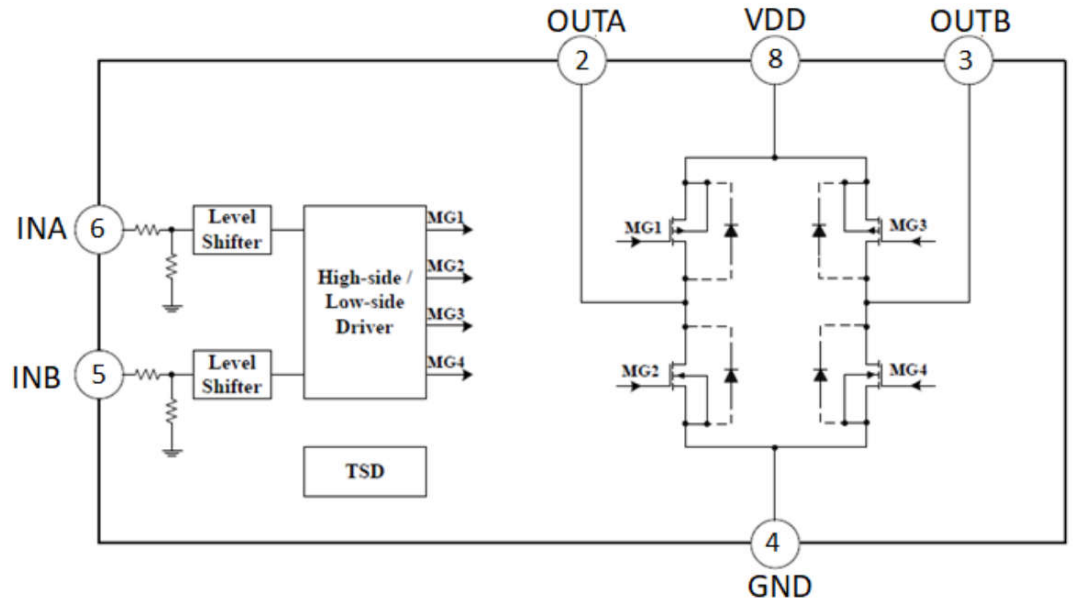 OUTA
VDD
OUTB
2
8
3
INA
6
Level
Shifter
MG1
MG2
MG3
MG4
High-side /
Low-side
Driver
INB
5
Level
Shifter
TSD
MG1
MG3
MG2
MG4
4
GND